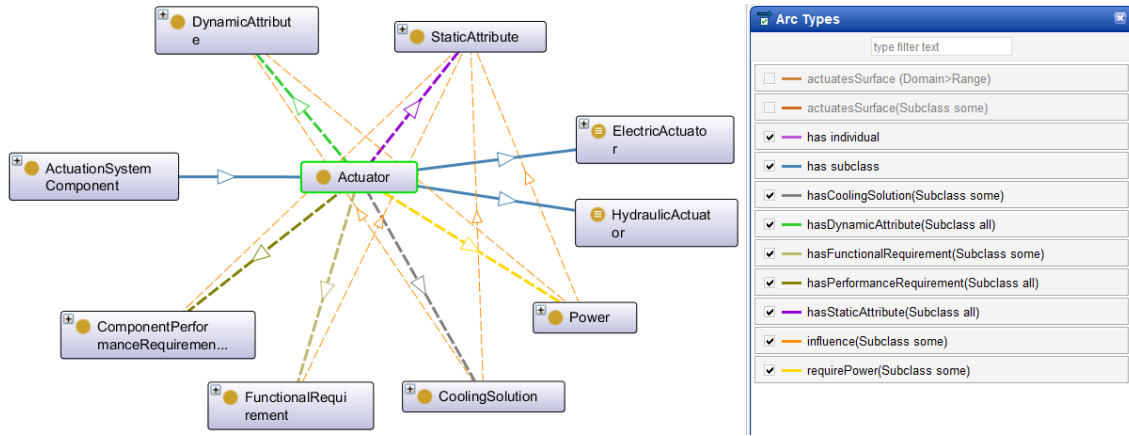 DynamicAttribut
e
StaticAttribute
ActuationSystem
Component
Actuator
ElectricActuato
r
HydraulicActuat
or
ComponentPerfor
manceRequiremen...
FunctionalRequi
rement
CoolingSolution
Power
Arc Types
type filter text
actuatesSurface (Domain>Range)
actuatesSurface(Subclass some)
has individual
has subclass
hasCoolingSolution(Subclass some)
hasDynamicAttribute(Subclass all)
hasFunctionalRequirement(Subclass some)
hasPerformanceRequirement(Subclass all)
hasStaticAttribute(Subclass all)
influence(Subclass some)
requirePower(Subclass some)